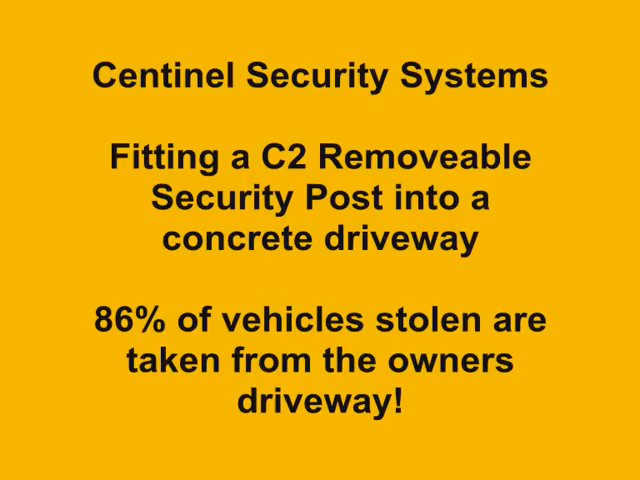 Centinel Security Systems
Fitting a C2 Removeable
Security Post into a
concrete driveway
86% of vehicles stolen are
taken from the owners
driveway!